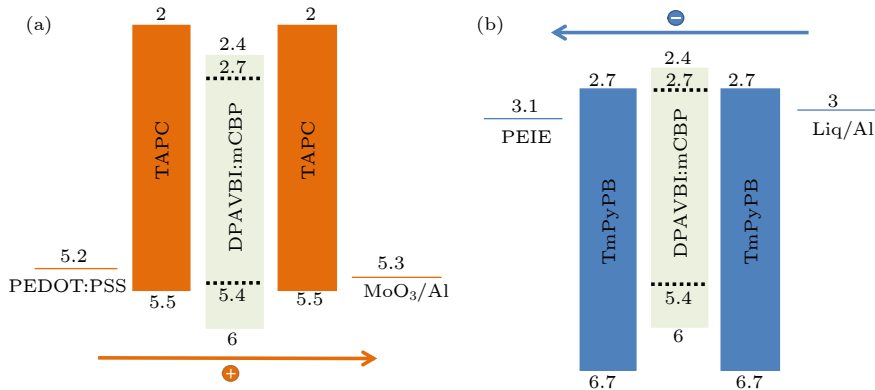 (a)
2
2
2.4
2.7
TAPC
DPAVBI:mCBP
TAPC
5.2
PEDOT:PSS
5.3
MoO₃/Al
5.5
5.4
5.5
6
+
(b)
−
2.4
2.7
2.7
2.7
3.1
PEIE
3
Liq/Al
TmPyPB
DPAVBI:mCBP
TmPyPB
5.4
6
6.7
6.7